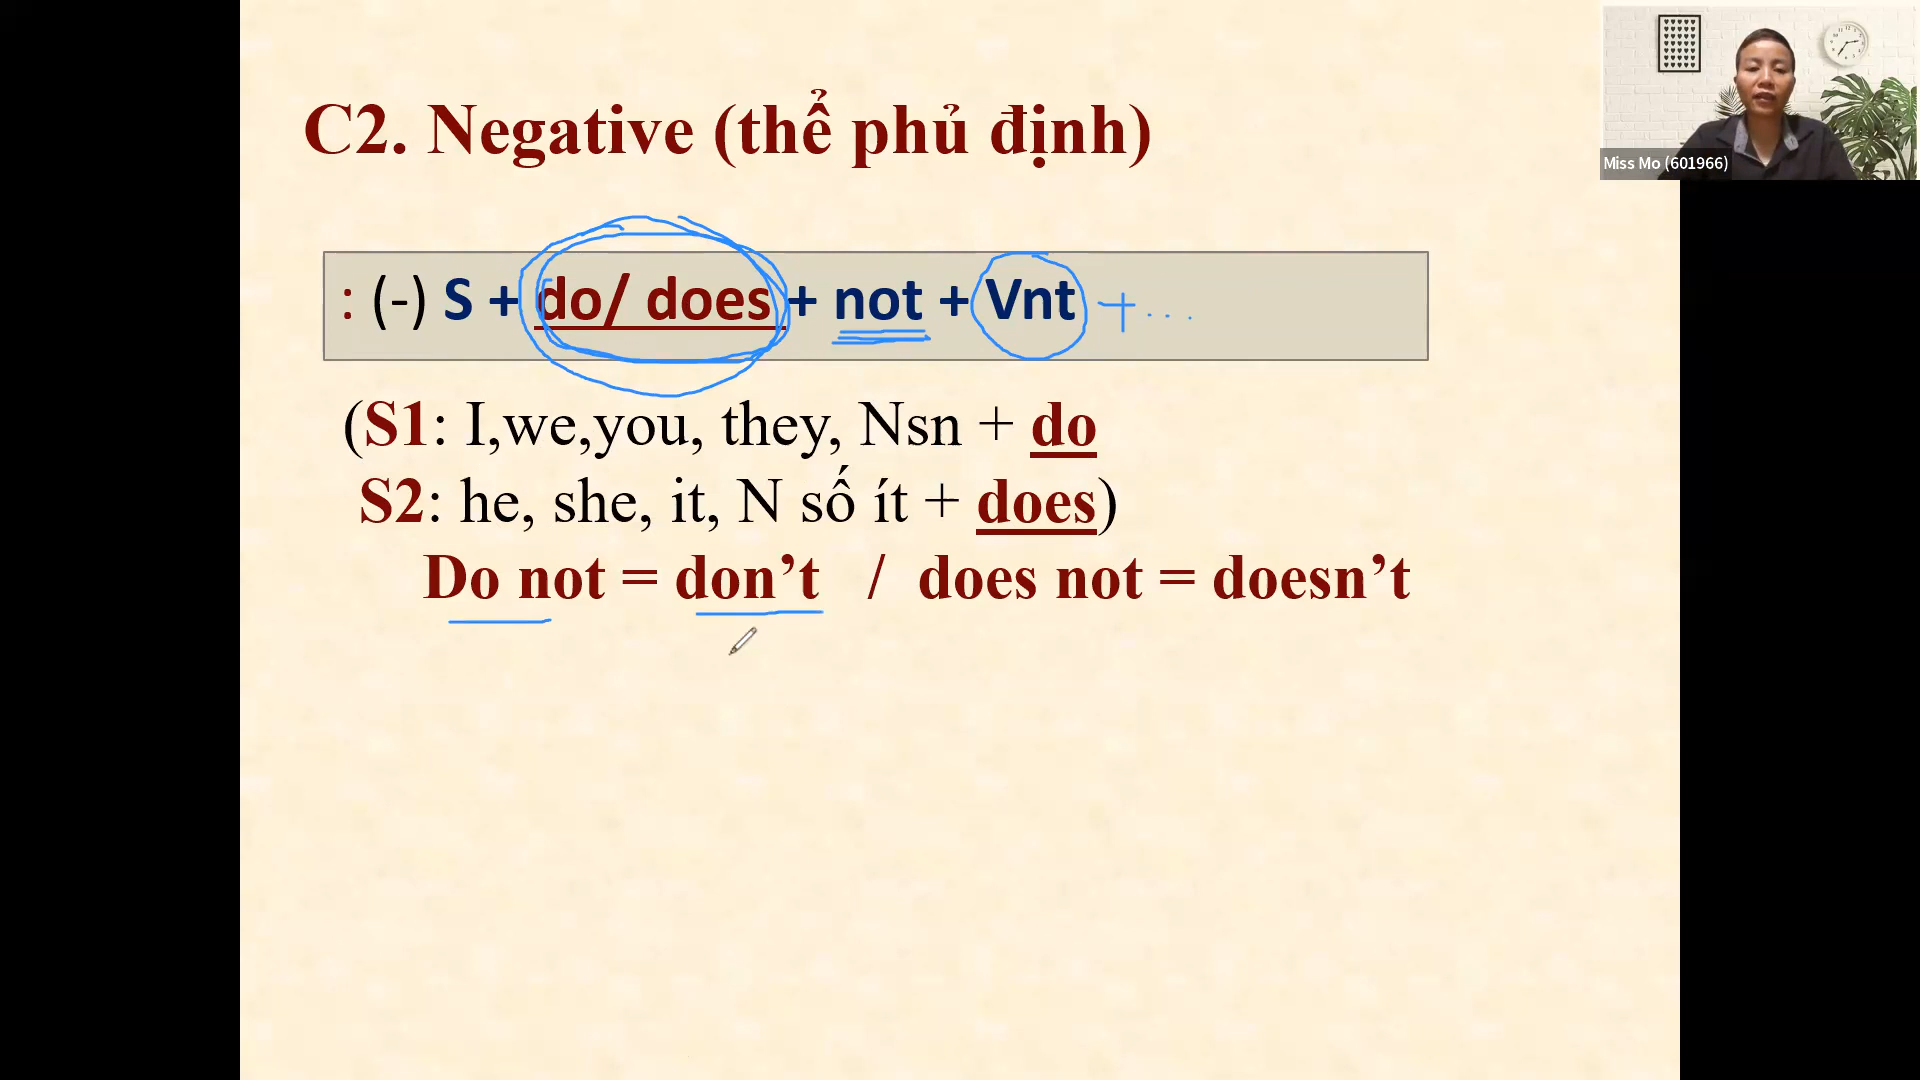 C2. Negative (thể phủ định)
Miss Mo (601966)
: (-) S + do/ does + not + Vnt + ...
(S1: I,we,you, they, Nsn + do
S2: he, she, it, N số ít + does)
Do not = don’t / does not = doesn’t